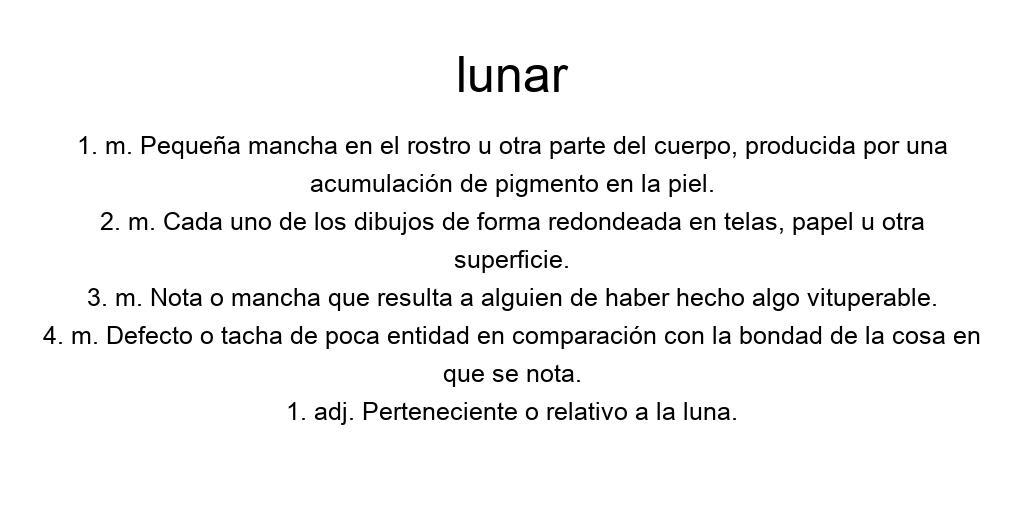 lunar
1. m. Pequeña mancha en el rostro u otra parte del cuerpo, producida por una
acumulación de pigmento en la piel.
2. m. Cada uno de los dibujos de forma redondeada en telas, papel u otra
superficie.
3. m. Nota o mancha que resulta a alguien de haber hecho algo vituperable.
4. m. Defecto o tacha de poca entidad en comparación con la bondad de la cosa en
que se nota.
1. adj. Perteneciente o relativo a la luna.